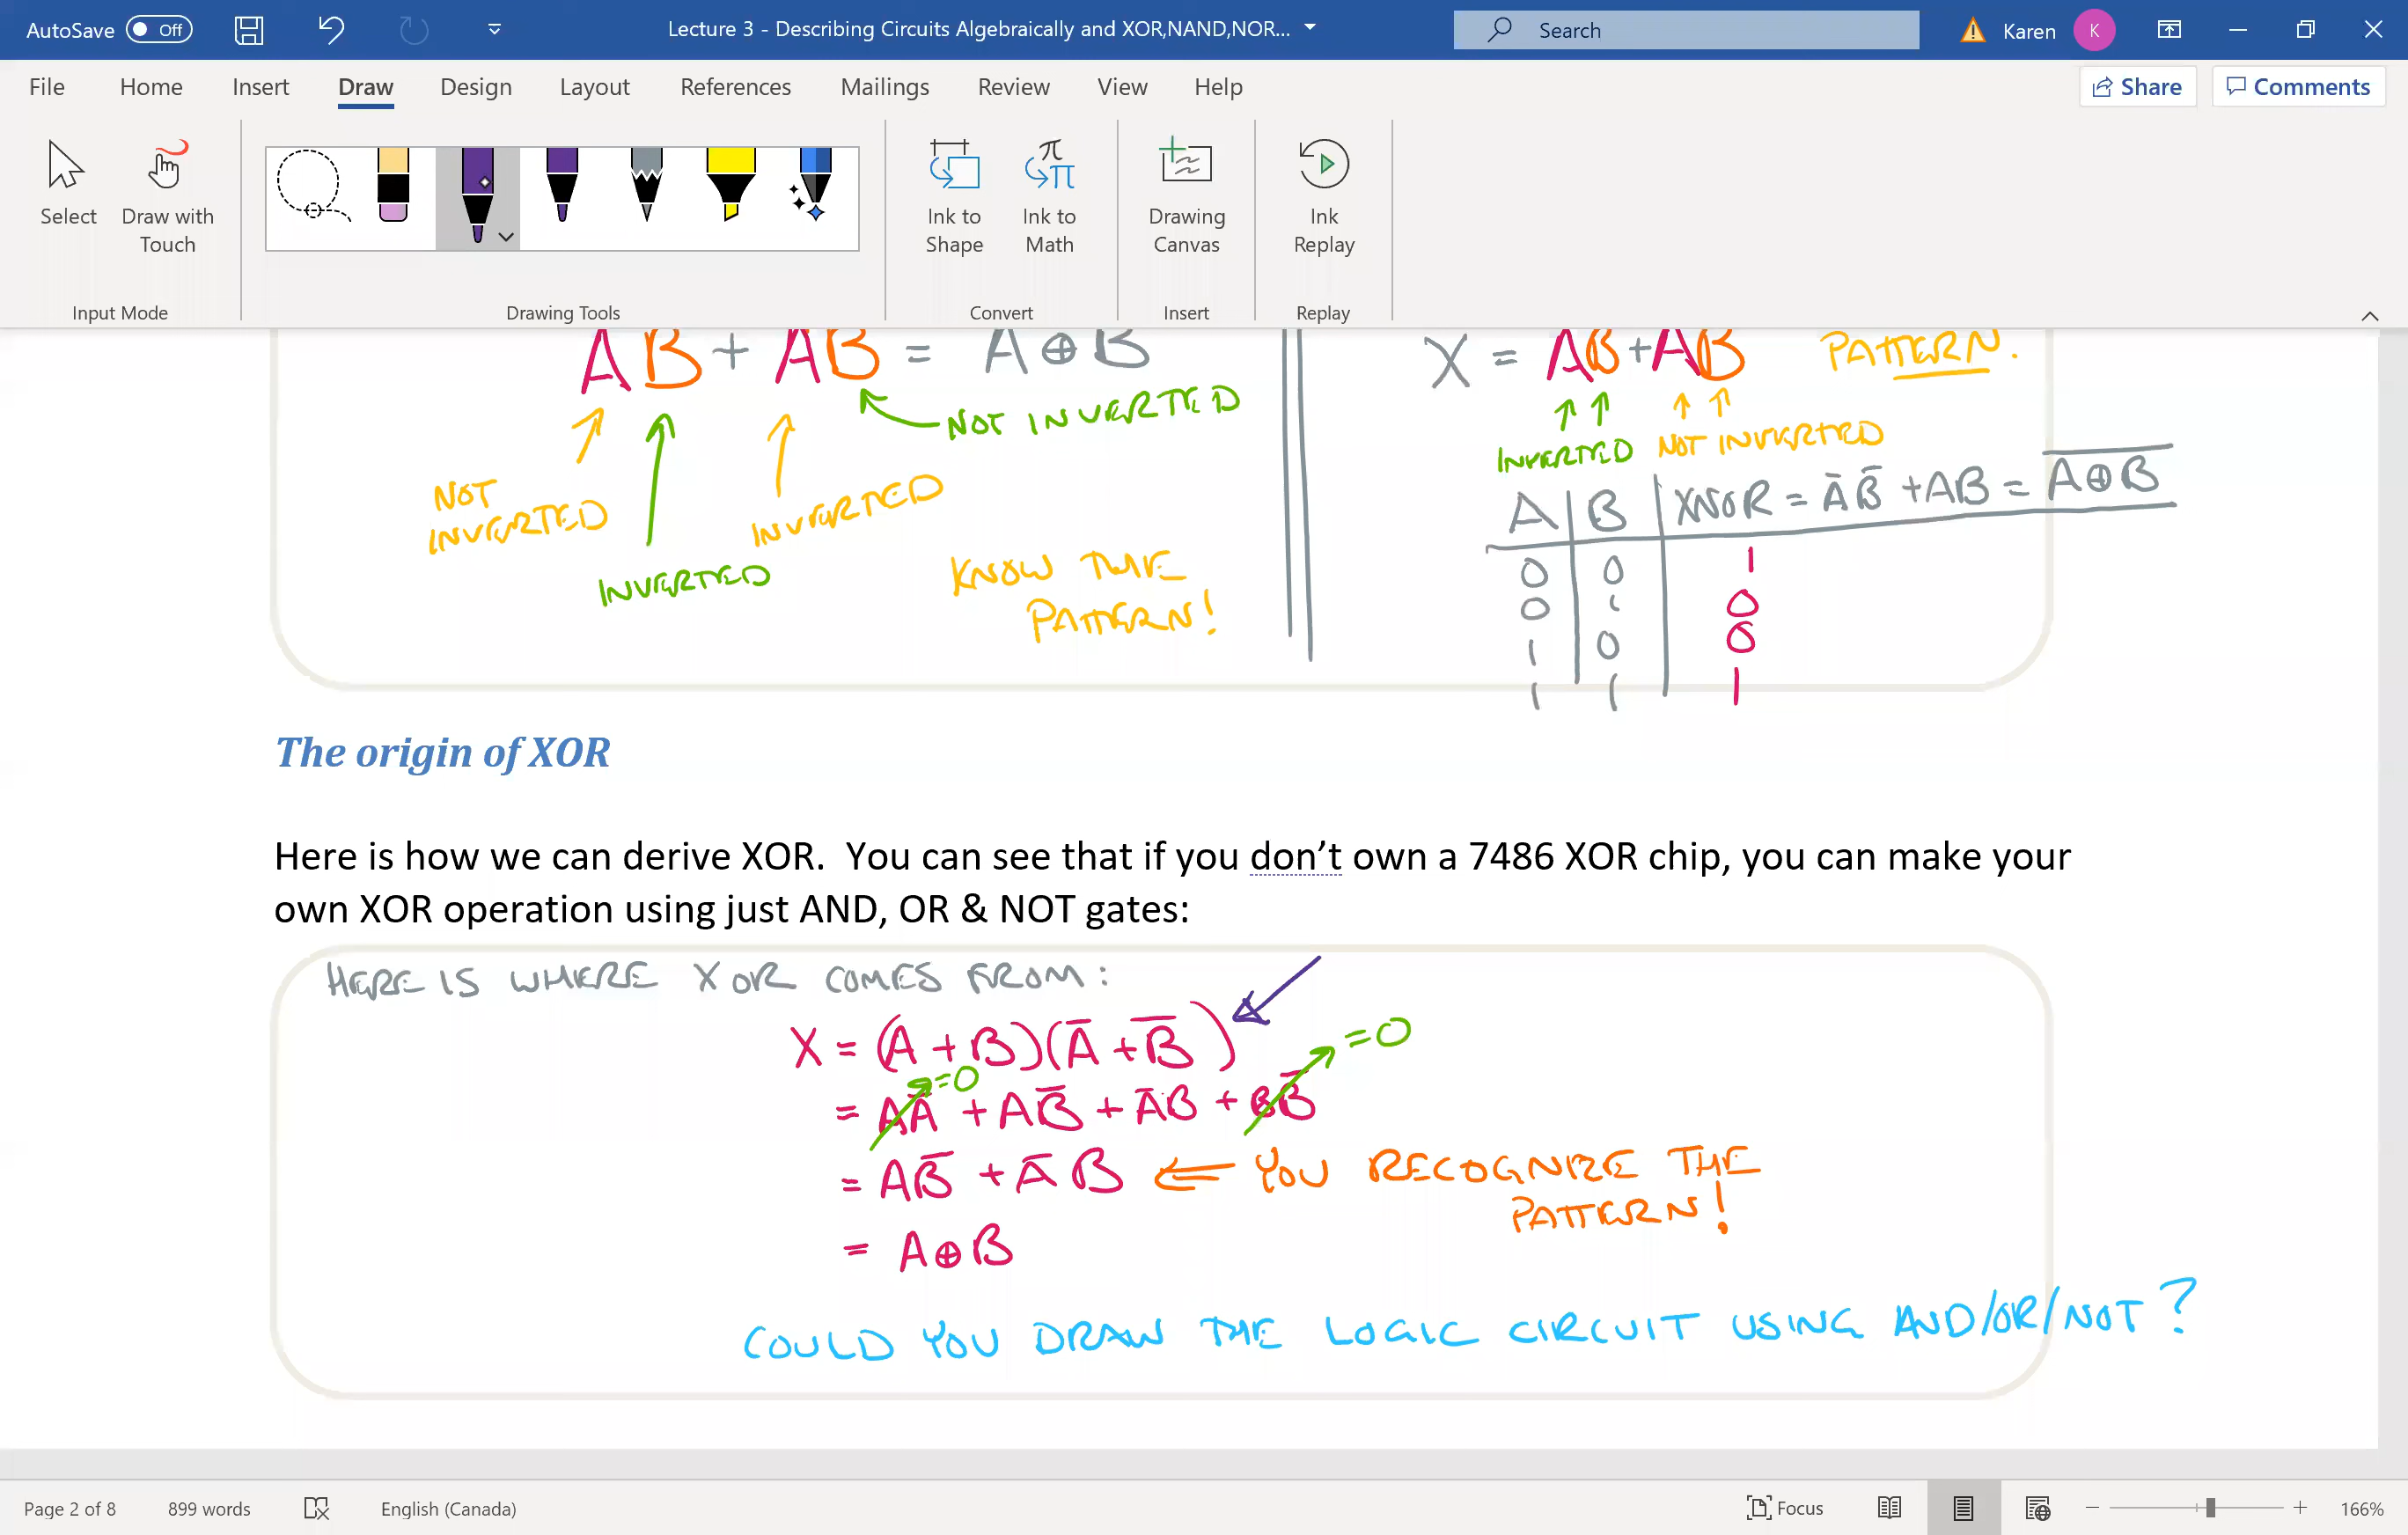 AutoSave Off Lecture 3 - Describing Circuits Algebraically and XOR,NAND,NOR... Search Karen K
File Home Insert Draw Design Layout References Mailings Review View Help Share Comments
Select Draw with Touch Ink to Shape Ink to Math Drawing Canvas Ink Replay
Input Mode Drawing Tools Convert Insert Replay
AB + AB = A ⊕ B
NOT INVERTED
NOT INVERTED
INVERTED
INVERTED
KNOW THE
PATTERN!
X = AB + AB PATTERN.
INVERTED NOT INVERTED
A B XNOR = A̅ B̅ + AB = \overline{A ⊕ B}
0 0 1
0 1 0
1 0 0
1 1 1
The origin of XOR
Here is how we can derive XOR. You can see that if you don’t own a 7486 XOR chip, you can make your
own XOR operation using just AND, OR & NOT gates:
HERE IS WHERE XOR COMES FROM:
X = (A + B)(A̅ + B̅) =0
= AA̅ + AB̅ + A̅B + BB̅ =0
= AB̅ + A̅B ⇐ YOU RECOGNIZE THE
PATTERN!
= A ⊕ B
COULD YOU DRAW THE LOGIC CIRCUIT USING AND/OR/NOT?
Page 2 of 8 899 words English (Canada) Focus 166%